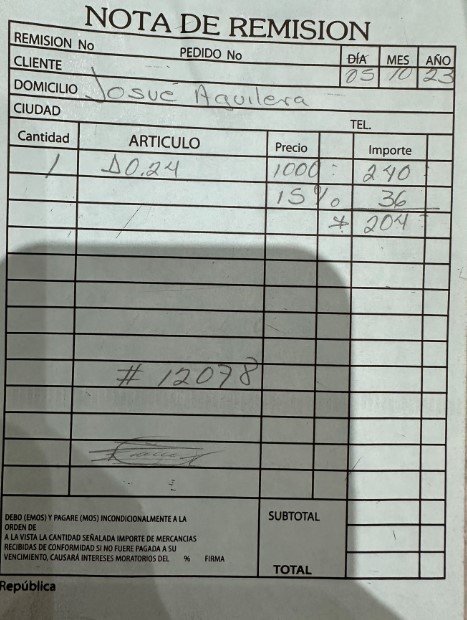 NOTA DE REMISION
REMISION No PEDIDO No DÍA MES AÑO
CLIENTE 05 10 23
DOMICILIO Josué Aguilera
CIUDAD
TEL.
Cantidad ARTICULO Precio Importe
1 D0.24 1000 240
15% 36
* 204
# 12078
DEBO (EMOS) Y PAGARE (MOS) INCONDICIONALMENTE A LA
ORDEN DE
A LA VISTA LA CANTIDAD SEÑALADA IMPORTE DE MERCANCIAS
RECIBIDAS DE CONFORMIDAD SI NO FUERE PAGADA A SU
VENCIMIENTO, CAUSARÁ INTERESES MORATORIOS DEL % FIRMA
SUBTOTAL
TOTAL
República